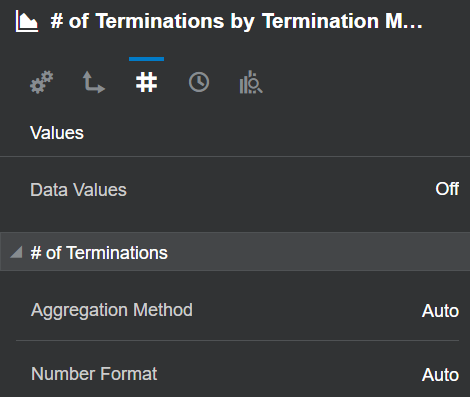 # of Terminations by Termination M...
#
Values
Data Values Off
# of Terminations
Aggregation Method Auto
Number Format Auto